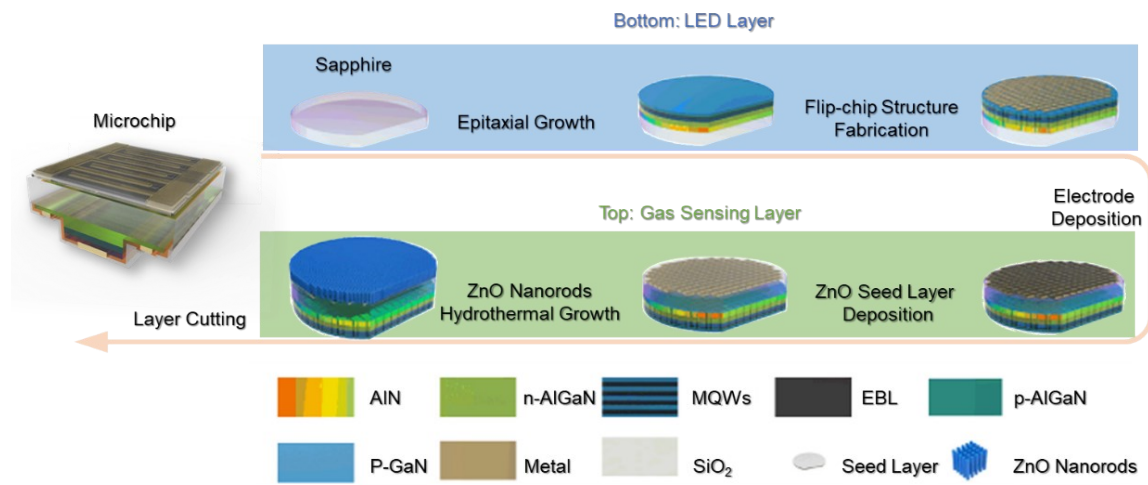 Bottom: LED Layer
Sapphire
Microchip
Epitaxial Growth
Flip-chip Structure
Fabrication
Electrode
Deposition
Top: Gas Sensing Layer
ZnO Nanorods
Hydrothermal Growth
ZnO Seed Layer
Deposition
Layer Cutting
AlN
n-AlGaN
MQWs
EBL
p-AlGaN
P-GaN
Metal
SiO₂
Seed Layer
ZnO Nanorods